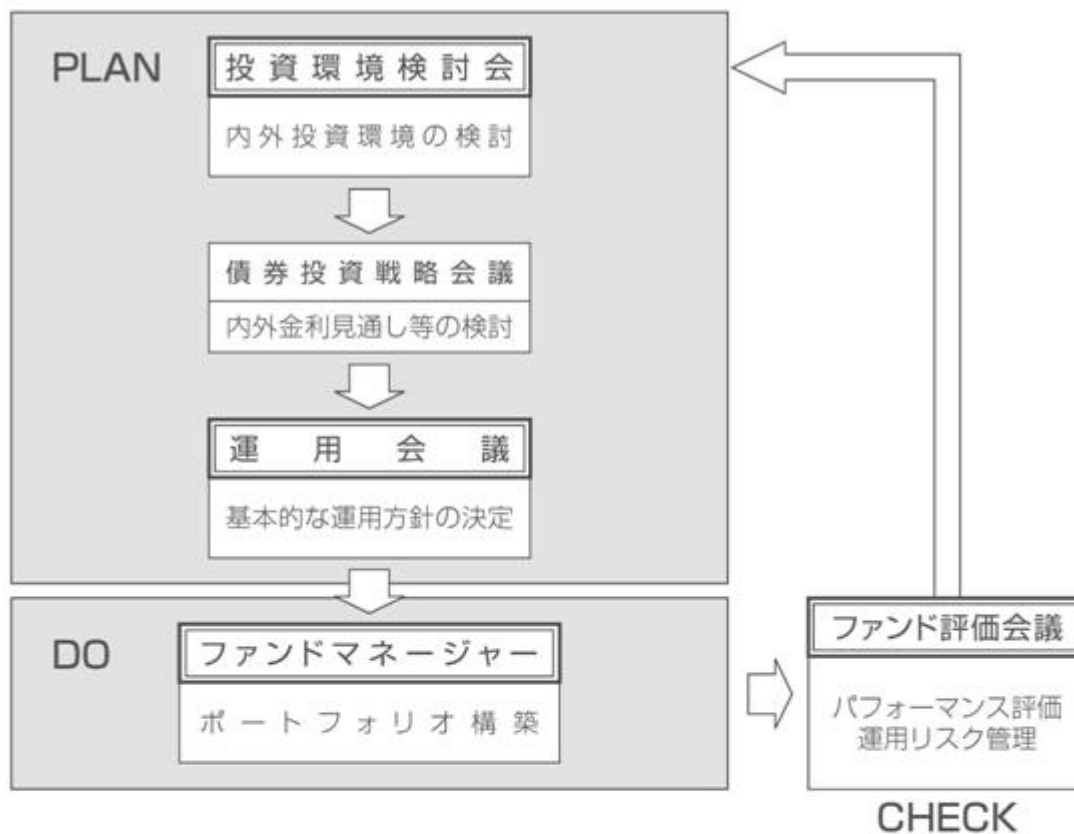 PLAN
投資環境検討会
内外投資環境の検討
債券投資戦略会議
内外金利見通し等の検討
運用会議
基本的な運用方針の決定
DO
ファンドマネージャー
ポートフォリオ構築
ファンド評価会議
パフォーマンス評価
運用リスク管理
CHECK